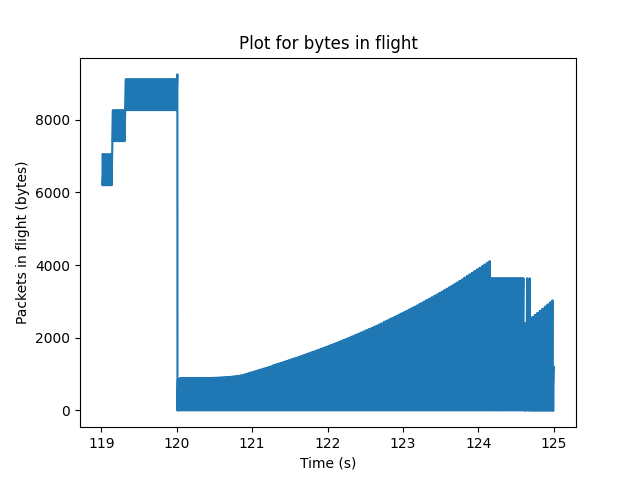 Plot for bytes in flight
Packets in flight (bytes)
8000
6000
4000
2000
0
119 120 121 122 123 124 125
Time (s)